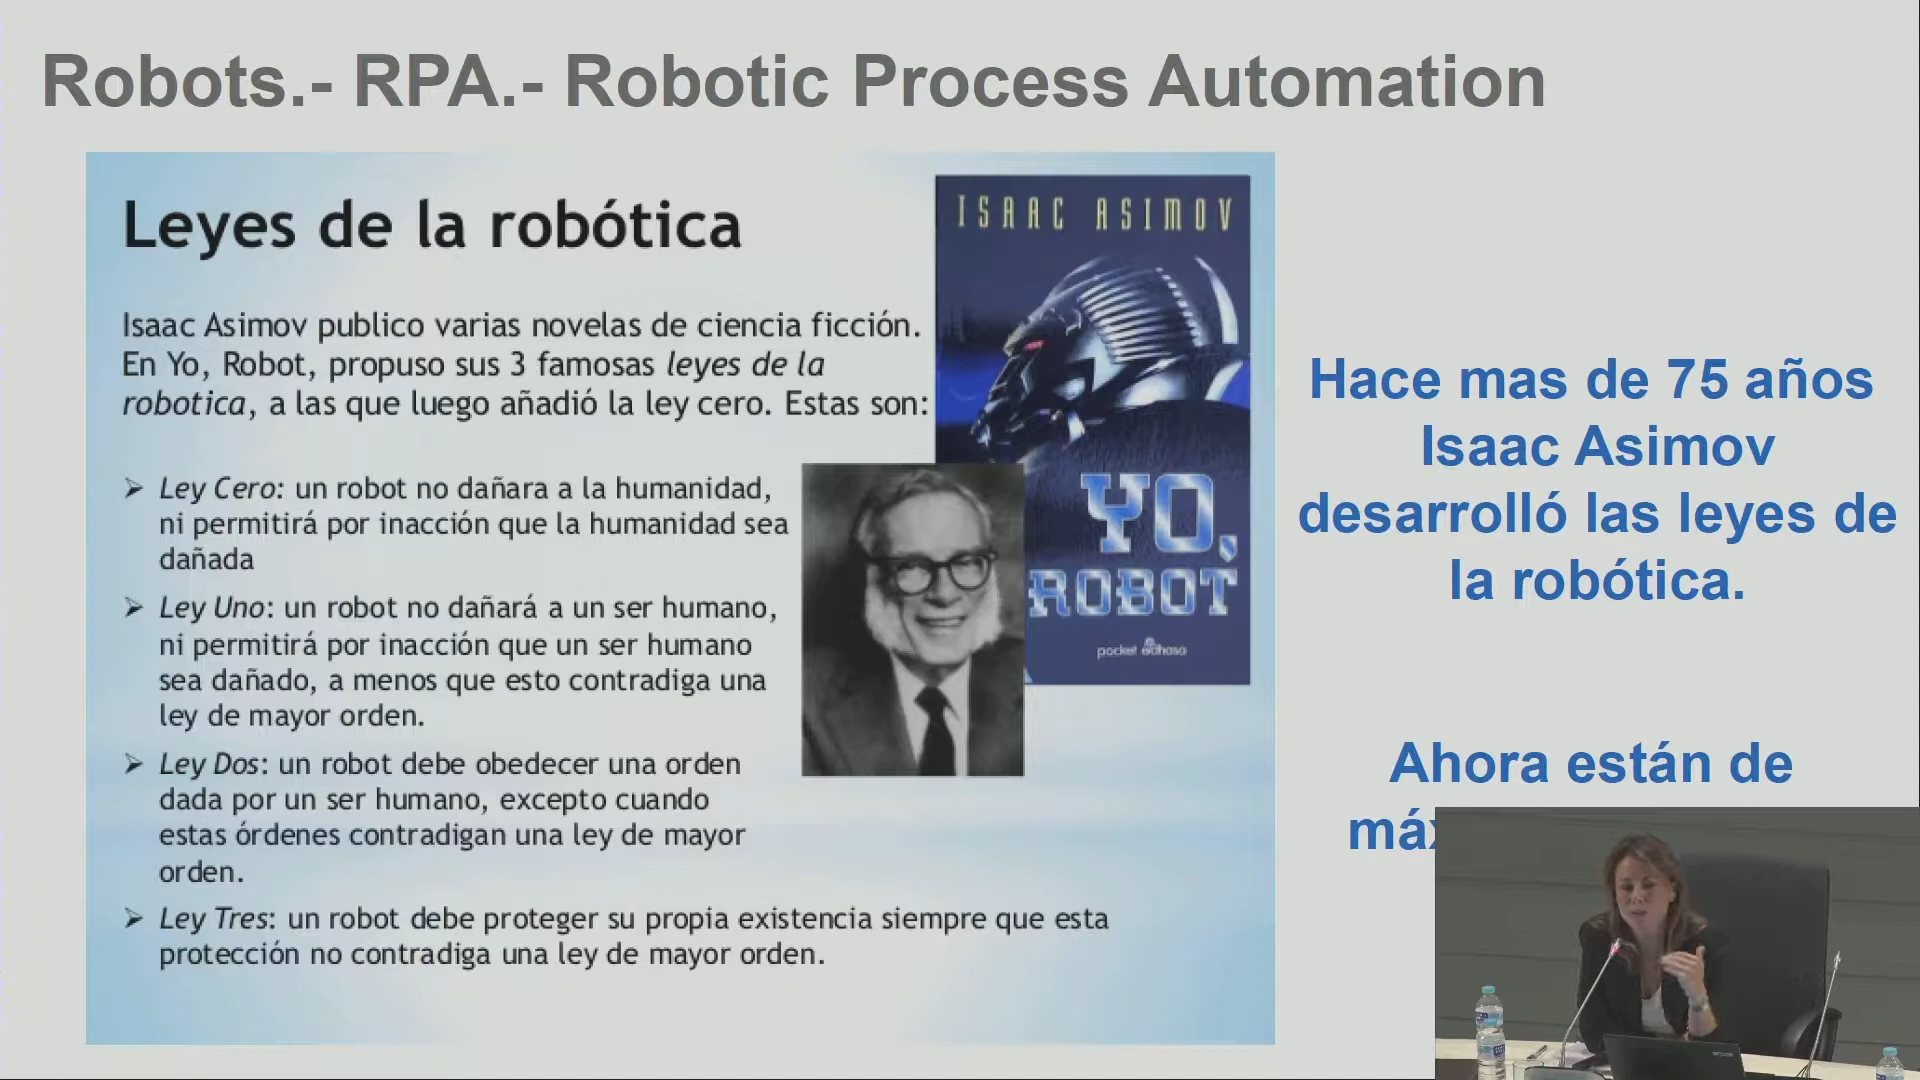 Robots.- RPA.- Robotic Process Automation
Leyes de la robótica
Isaac Asimov publico varias novelas de ciencia ficción.
En Yo, Robot, propuso sus 3 famosas leyes de la
robotica, a las que luego añadió la ley cero. Estas son:
Ley Cero: un robot no dañara a la humanidad,
ni permitirá por inacción que la humanidad sea
dañada
Ley Uno: un robot no dañará a un ser humano,
ni permitirá por inacción que un ser humano
sea dañado, a menos que esto contradiga una
ley de mayor orden.
Ley Dos: un robot debe obedecer una orden
dada por un ser humano, excepto cuando
estas órdenes contradigan una ley de mayor
orden.
Ley Tres: un robot debe proteger su propia existencia siempre que esta
protección no contradiga una ley de mayor orden.
ISAAC ASIMOV
YO,
ROBOT
pocket edhasa
Hace mas de 75 años
Isaac Asimov
desarrolló las leyes de
la robótica.
Ahora están de